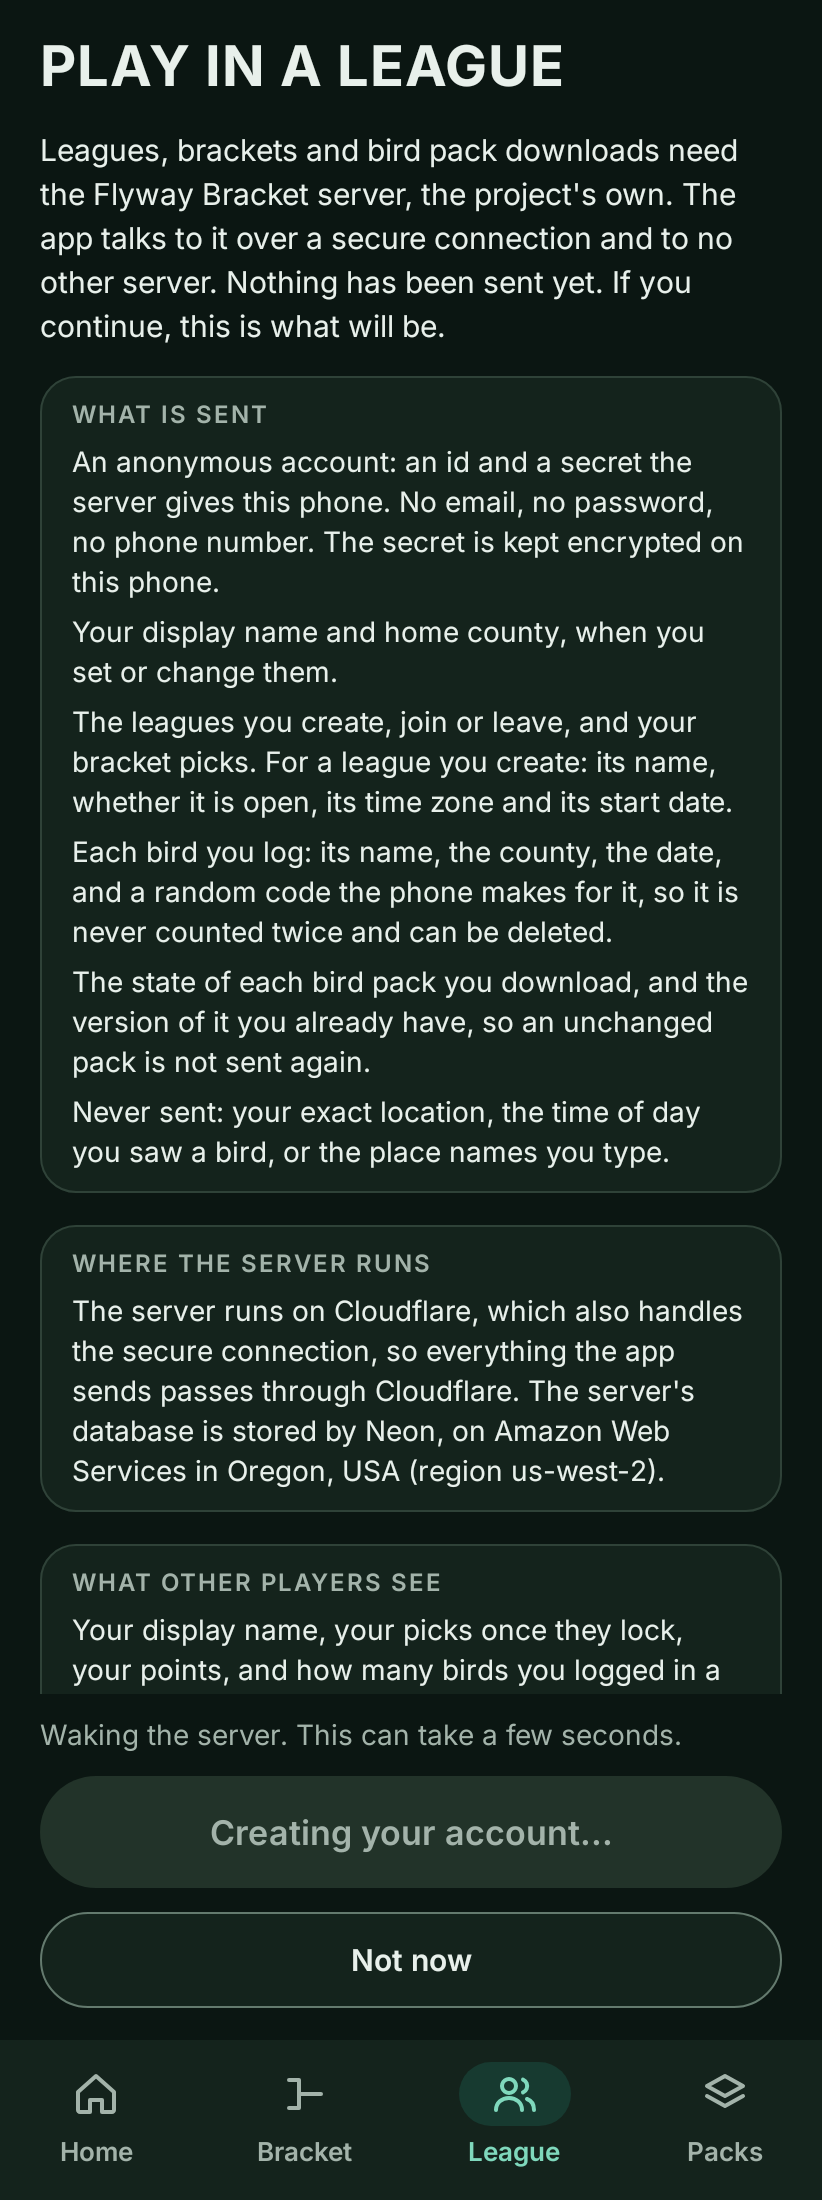 PLAY IN A LEAGUE
Leagues, brackets and bird pack downloads need
the Flyway Bracket server, the project's own. The
app talks to it over a secure connection and to no
other server. Nothing has been sent yet. If you
continue, this is what will be.
WHAT IS SENT
An anonymous account: an id and a secret the
server gives this phone. No email, no password,
no phone number. The secret is kept encrypted on
this phone.
Your display name and home county, when you
set or change them.
The leagues you create, join or leave, and your
bracket picks. For a league you create: its name,
whether it is open, its time zone and its start date.
Each bird you log: its name, the county, the date,
and a random code the phone makes for it, so it is
never counted twice and can be deleted.
The state of each bird pack you download, and the
version of it you already have, so an unchanged
pack is not sent again.
Never sent: your exact location, the time of day
you saw a bird, or the place names you type.
WHERE THE SERVER RUNS
The server runs on Cloudflare, which also handles
the secure connection, so everything the app
sends passes through Cloudflare. The server's
database is stored by Neon, on Amazon Web
Services in Oregon, USA (region us-west-2).
WHAT OTHER PLAYERS SEE
Your display name, your picks once they lock,
your points, and how many birds you logged in a
Waking the server. This can take a few seconds.
Creating your account...
Not now
Home
Bracket
League
Packs